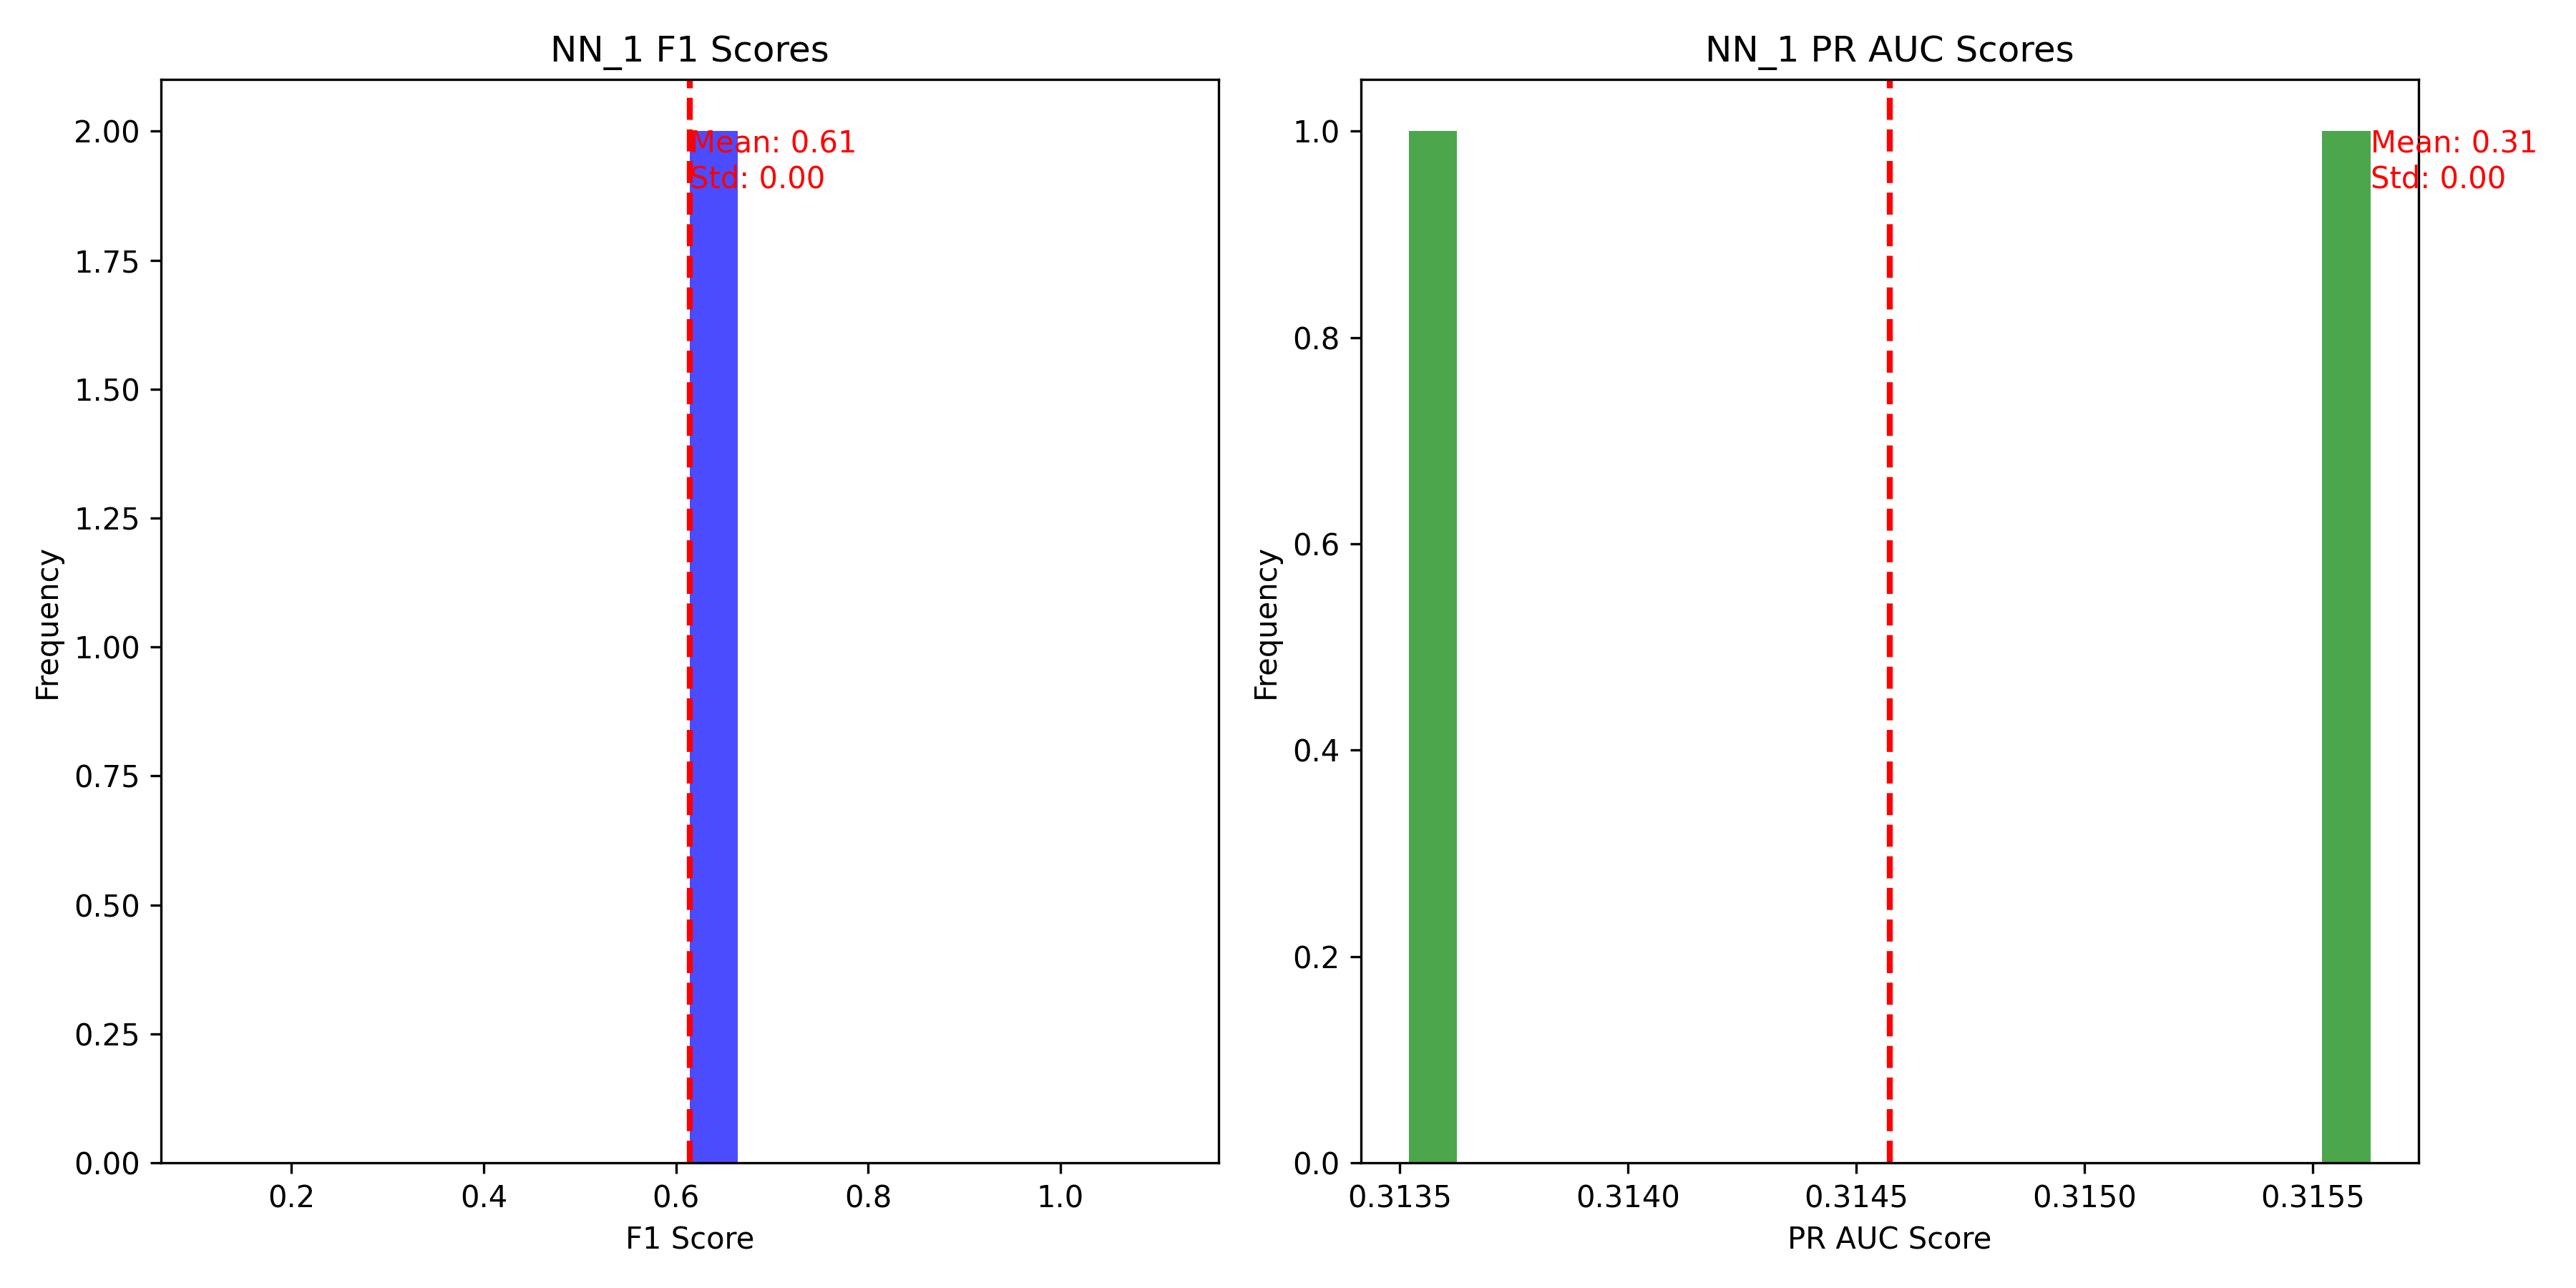 NN_1 F1 Scores
Mean: 0.61
Std: 0.00
2.00
1.75
1.50
1.25
1.00
0.75
0.50
0.25
0.00
Frequency
0.2 0.4 0.6 0.8 1.0
F1 Score
NN_1 PR AUC Scores
Mean: 0.31
Std: 0.00
1.0
0.8
0.6
0.4
0.2
0.0
Frequency
0.3135 0.3140 0.3145 0.3150 0.3155
PR AUC Score